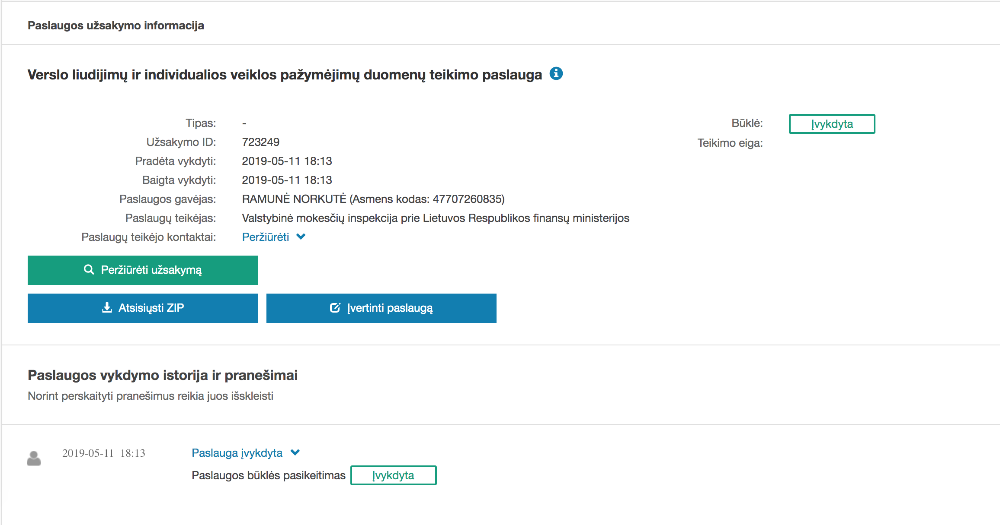 Paslaugos užsakymo informacija
Verslo liudijimų ir individualios veiklos pažymėjimų duomenų teikimo paslauga
Tipas: -
Būklė: Įvykdyta
Užsakymo ID: 723249
Teikimo eiga:
Pradėta vykdyti: 2019-05-11 18:13
Baigta vykdyti: 2019-05-11 18:13
Paslaugos gavėjas: RAMUNĖ NORKUTĖ (Asmens kodas: 47707260835)
Paslaugų teikėjas: Valstybinė mokesčių inspekcija prie Lietuvos Respublikos finansų ministerijos
Paslaugų teikėjo kontaktai: Peržiūrėti
Peržiūrėti užsakymą
Atsisiųsti ZIP
Įvertinti paslaugą
Paslaugos vykdymo istorija ir pranešimai
Norint perskaityti pranešimus reikia juos išskleisti
2019-05-11 18:13 Paslauga įvykdyta
Paslaugos būklės pasikeitimas Įvykdyta